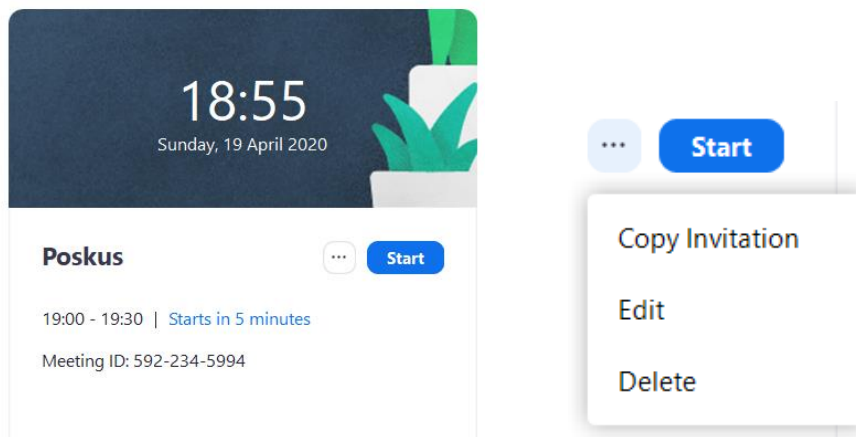 18:55
Sunday, 19 April 2020
Poskus
... Start
19:00 - 19:30 | Starts in 5 minutes
Meeting ID: 592-234-5994
... Start
Copy Invitation
Edit
Delete